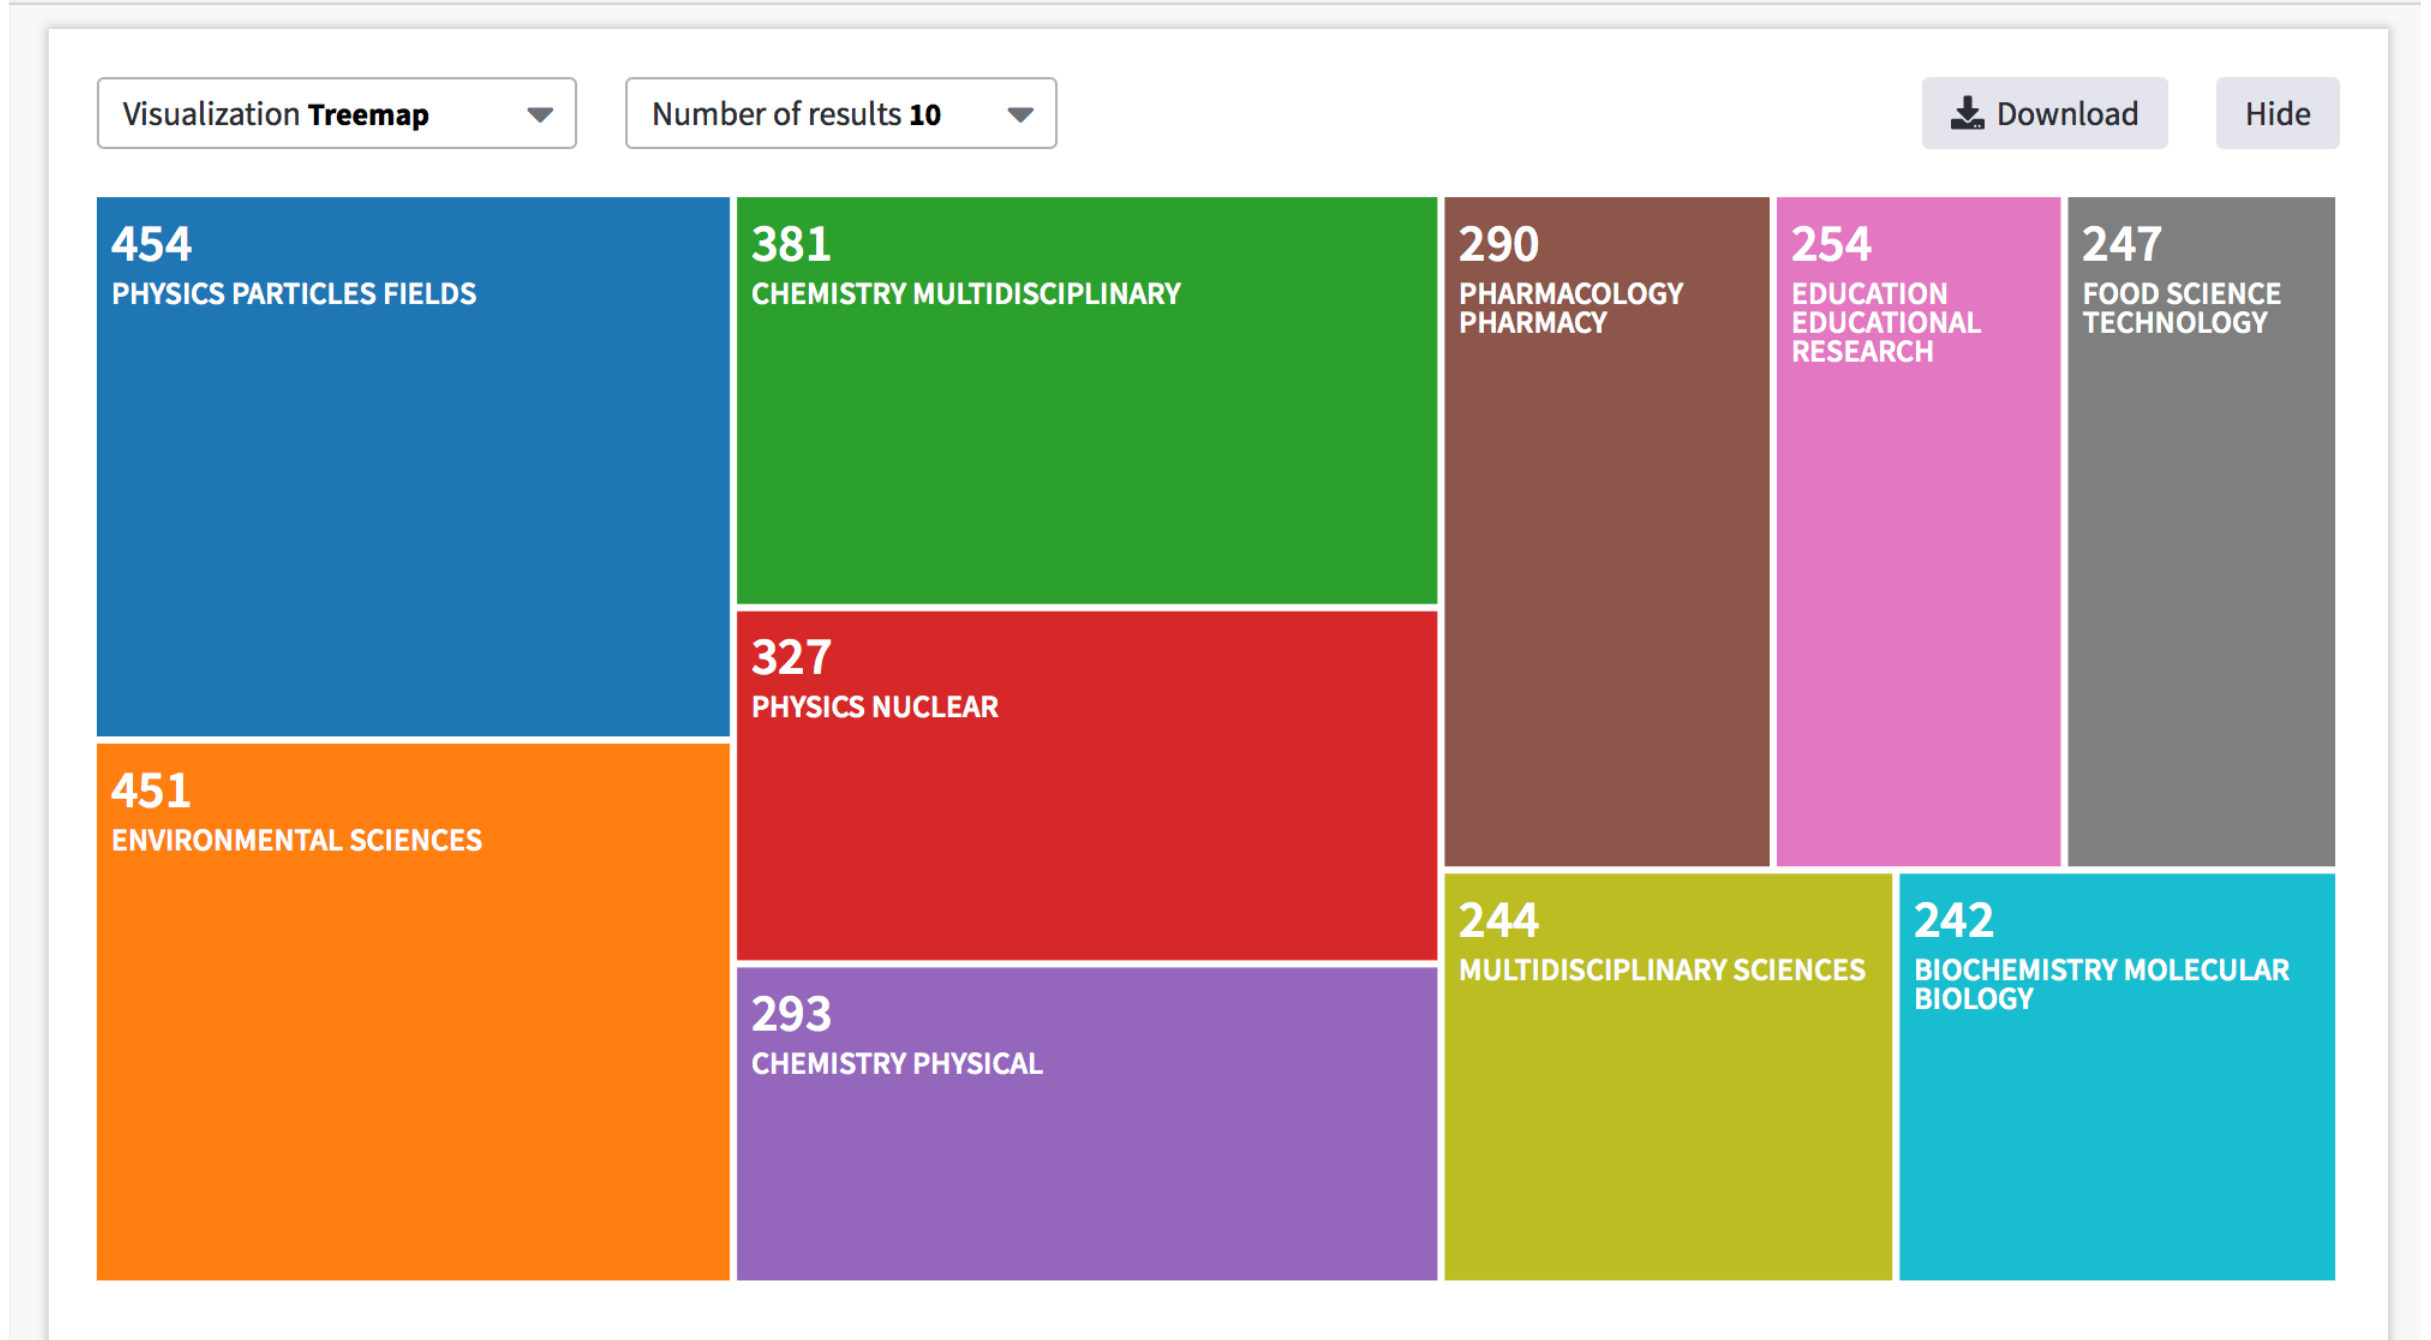 Visualization Treemap
Number of results 10
Download
Hide
454
PHYSICS PARTICLES FIELDS
451
ENVIRONMENTAL SCIENCES
381
CHEMISTRY MULTIDISCIPLINARY
327
PHYSICS NUCLEAR
293
CHEMISTRY PHYSICAL
290
PHARMACOLOGY
PHARMACY
254
EDUCATION
EDUCATIONAL
RESEARCH
247
FOOD SCIENCE
TECHNOLOGY
244
MULTIDISCIPLINARY SCIENCES
242
BIOCHEMISTRY MOLECULAR
BIOLOGY